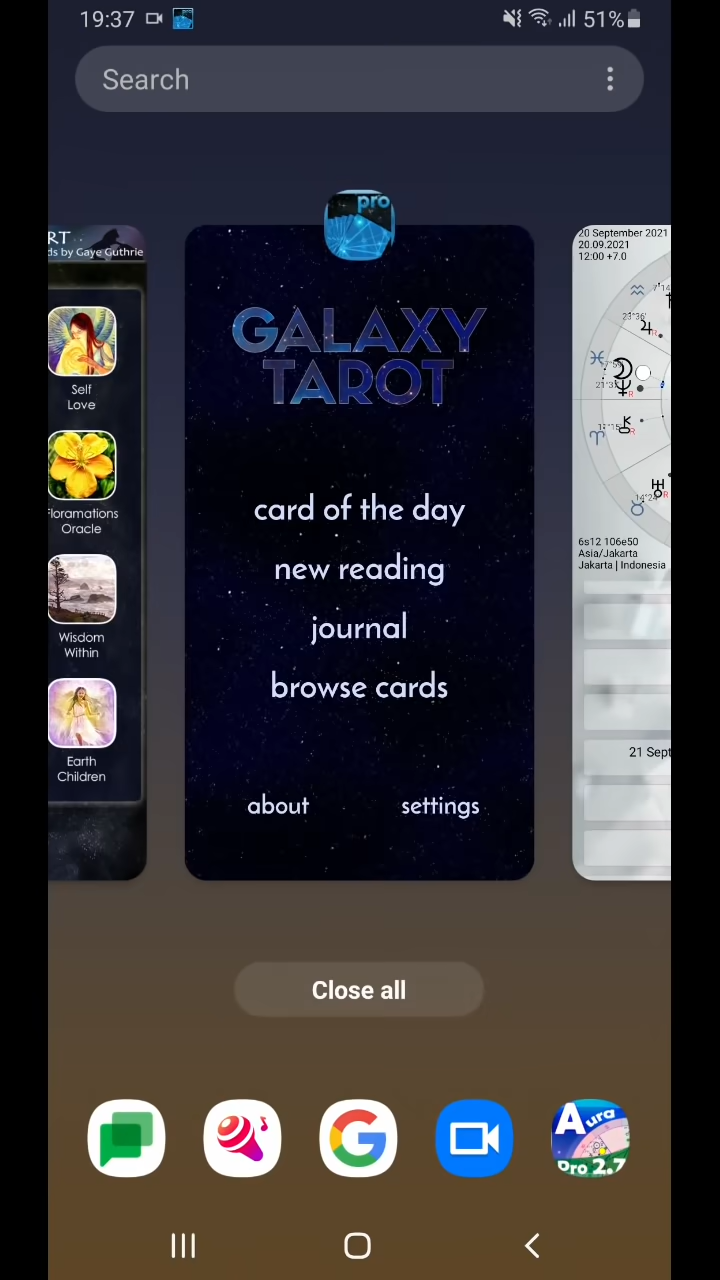 19:37
51%
Search
RT
ds by Gaye Guthrie
Self
Love
Floramations
Oracle
Wisdom
Within
Earth
Children
pro
GALAXY
TAROT
card of the day
new reading
journal
browse cards
about
settings
20 September 2021
20.09.2021
12:00 +7.0
6s12 106e50
Asia/Jakarta
Jakarta | Indonesia
21 Sept
Close all
Aura
Pro 2.7